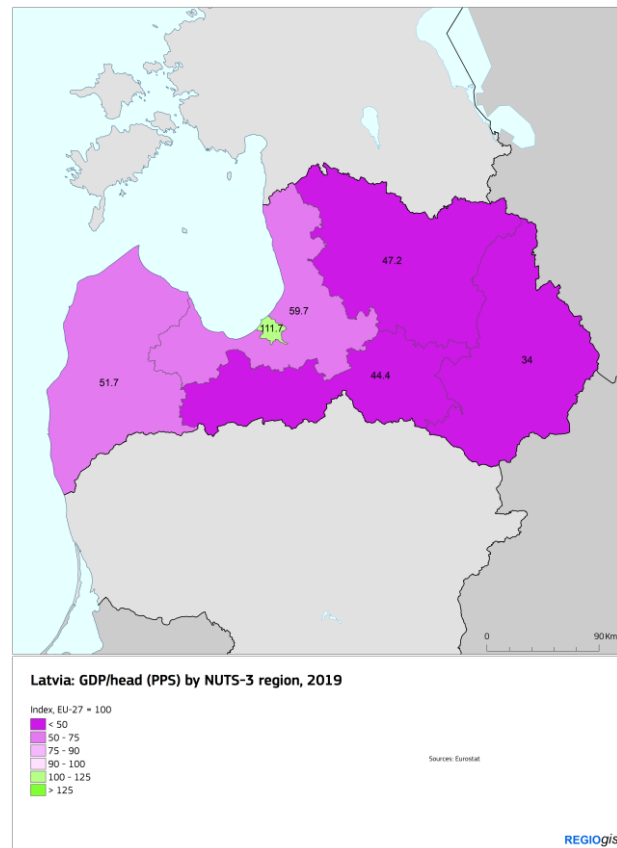 47.2
59.7
111.7
34
51.7
44.4
0 90 Km
Latvia: GDP/head (PPS) by NUTS-3 region, 2019
Index, EU-27 = 100
< 50
50 - 75
75 - 90
90 - 100
100 - 125
> 125
Sources: Eurostat
REGIOgis